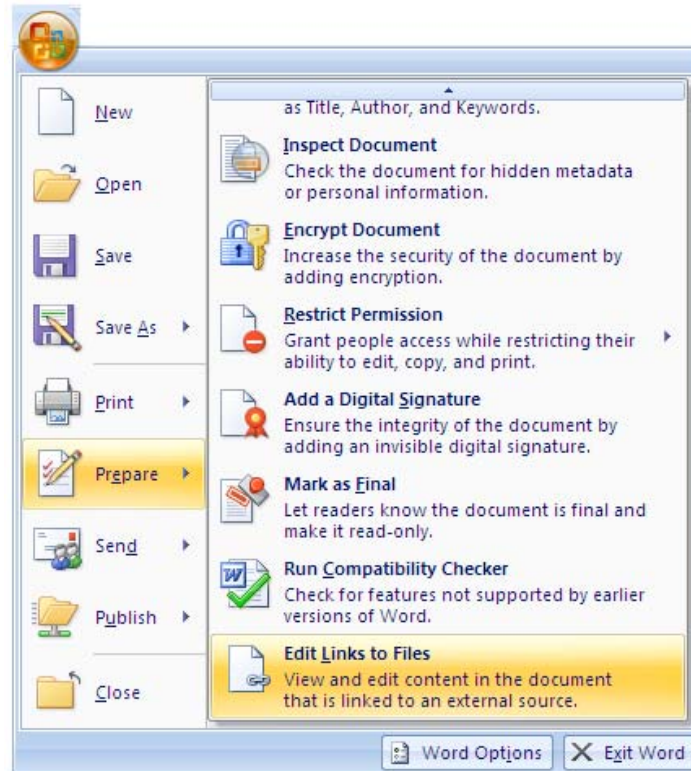 New
Open
Save
Save As
Print
Prepare
Send
Publish
Close
as Title, Author, and Keywords.
Inspect Document
Check the document for hidden metadata
or personal information.
Encrypt Document
Increase the security of the document by
adding encryption.
Restrict Permission
Grant people access while restricting their
ability to edit, copy, and print.
Add a Digital Signature
Ensure the integrity of the document by
adding an invisible digital signature.
Mark as Final
Let readers know the document is final and
make it read-only.
Run Compatibility Checker
Check for features not supported by earlier
versions of Word.
Edit Links to Files
View and edit content in the document
that is linked to an external source.
Word Options
Exit Word